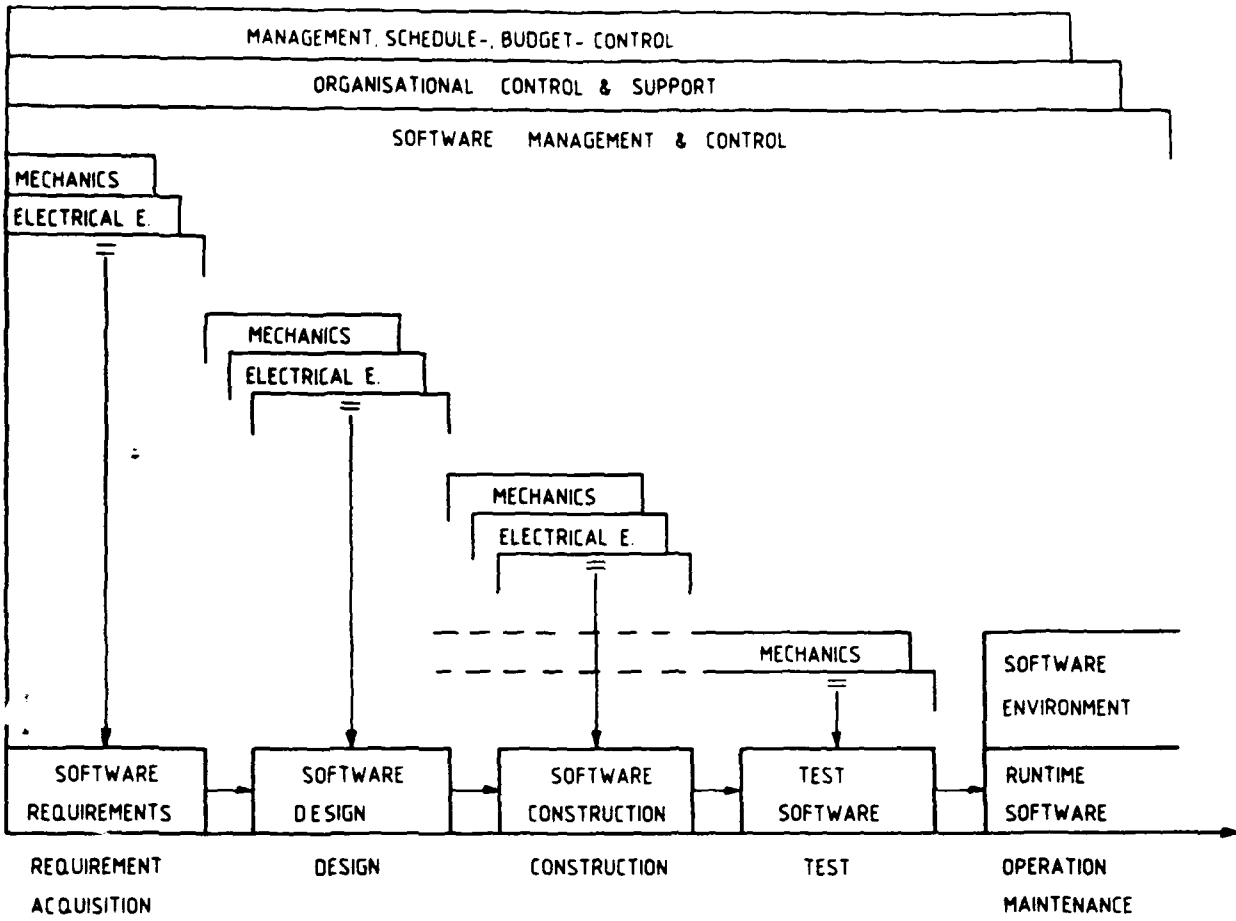 MANAGEMENT, SCHEDULE-, BUDGET- CONTROL
ORGANISATIONAL CONTROL & SUPPORT
SOFTWARE MANAGEMENT & CONTROL
MECHANICS
ELECTRICAL E.
MECHANICS
ELECTRICAL E.
MECHANICS
ELECTRICAL E.
MECHANICS
SOFTWARE
ENVIRONMENT
SOFTWARE
REQUIREMENTS
SOFTWARE
DESIGN
SOFTWARE
CONSTRUCTION
TEST
SOFTWARE
RUNTIME
SOFTWARE
REQUIREMENT
ACQUISITION
DESIGN
CONSTRUCTION
TEST
OPERATION
MAINTENANCE